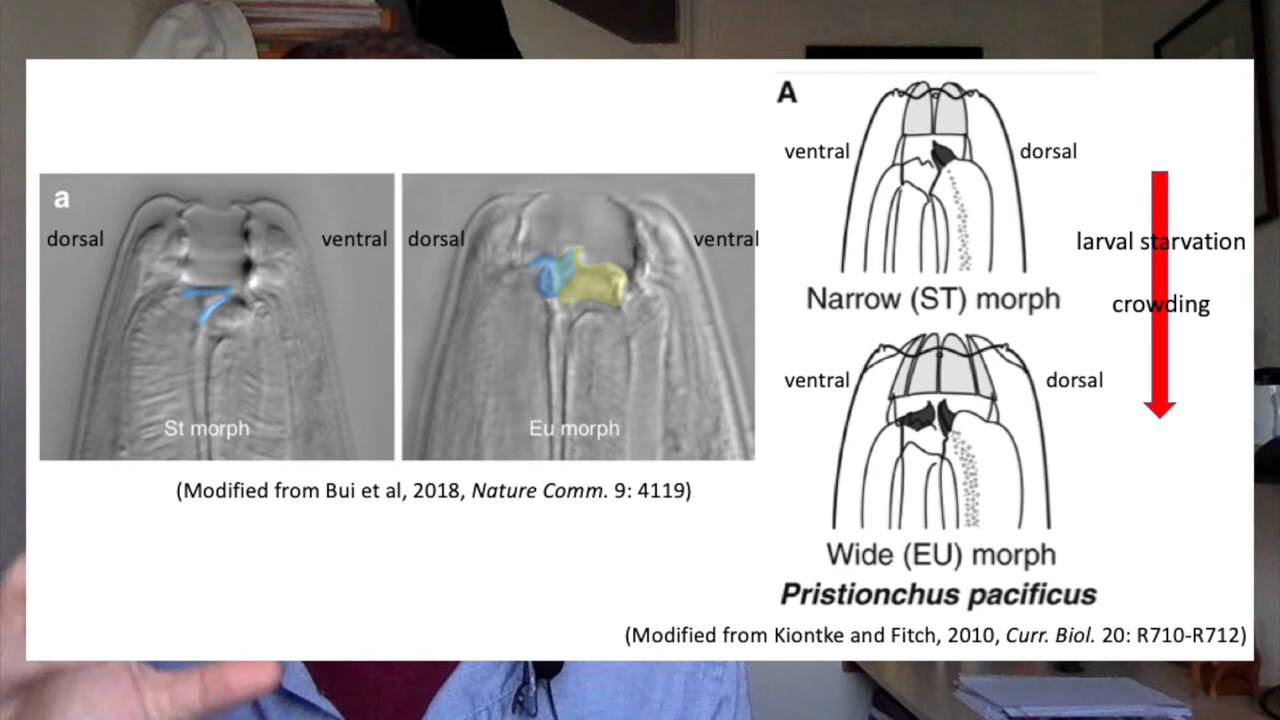 a
dorsal
ventral
dorsal
ventral
St morph
Eu morph
(Modified from Bui et al, 2018, Nature Comm. 9: 4119)
A
ventral
dorsal
Narrow (ST) morph
larval starvation
crowding
ventral
dorsal
Wide (EU) morph
Pristionchus pacificus
(Modified from Kiontke and Fitch, 2010, Curr. Biol. 20: R710-R712)